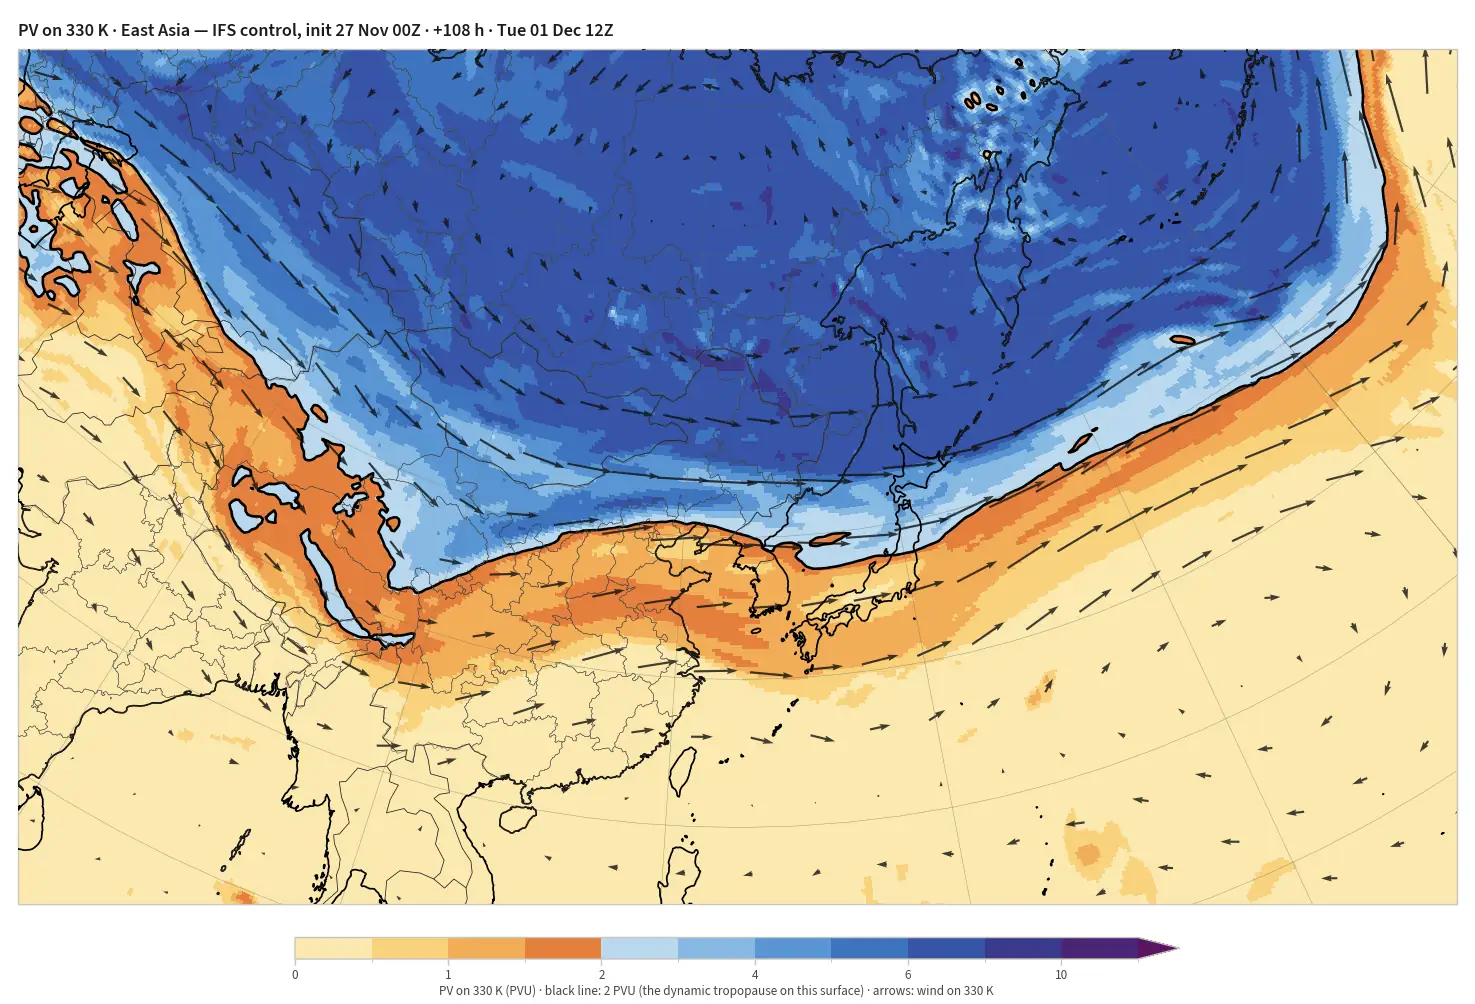 PV on 330 K · East Asia — IFS control, init 27 Nov 00Z · +108 h · Tue 01 Dec 12Z
0 1 2 4 6 10
PV on 330 K (PVU) · black line: 2 PVU (the dynamic tropopause on this surface) · arrows: wind on 330 K